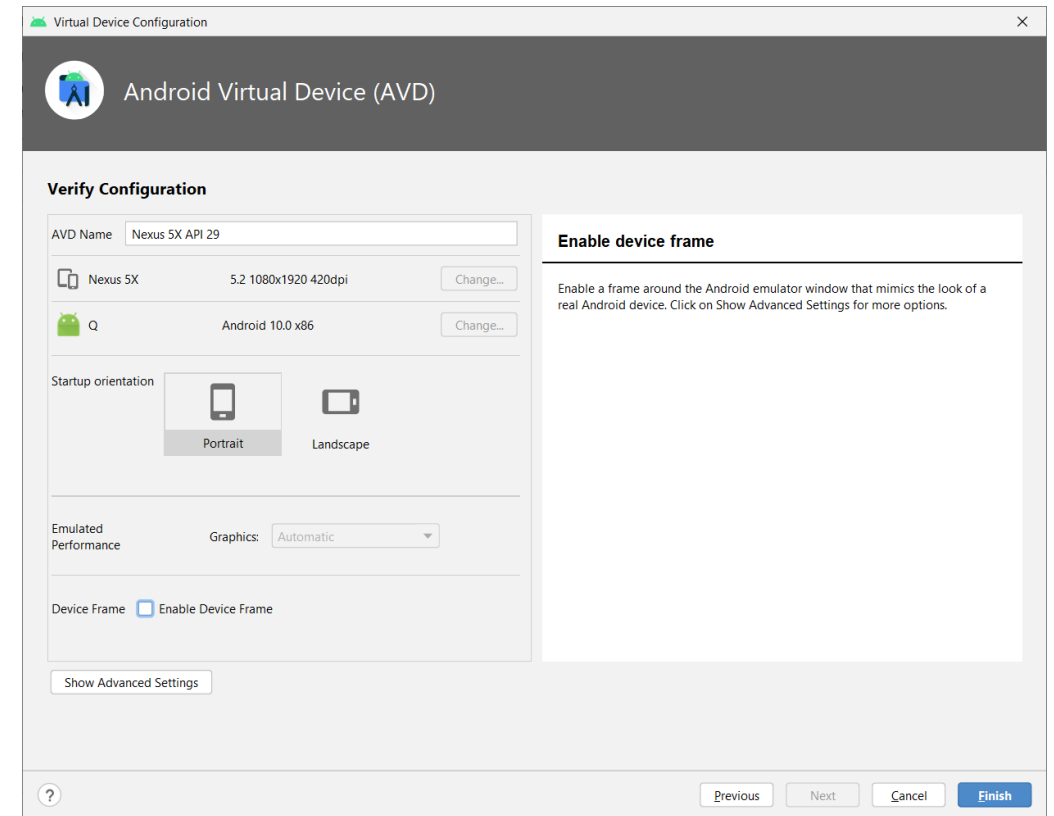 Virtual Device Configuration
Android Virtual Device (AVD)
Verify Configuration
AVD Name Nexus 5X API 29
Nexus 5X 5.2 1080x1920 420dpi Change...
Q Android 10.0 x86 Change...
Startup orientation
Portrait Landscape
Emulated
Performance
Graphics: Automatic
Device Frame Enable Device Frame
Show Advanced Settings
Enable device frame
Enable a frame around the Android emulator window that mimics the look of a
real Android device. Click on Show Advanced Settings for more options.
? Previous Next Cancel Finish